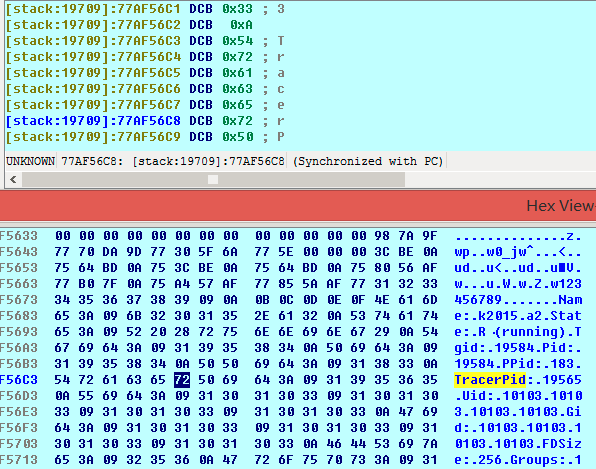 [stack:19709]:77AF56C1 DCB 0x33 ; 3
[stack:19709]:77AF56C2 DCB  0xA
[stack:19709]:77AF56C3 DCB 0x54 ; T
[stack:19709]:77AF56C4 DCB 0x72 ; r
[stack:19709]:77AF56C5 DCB 0x61 ; a
[stack:19709]:77AF56C6 DCB 0x63 ; c
[stack:19709]:77AF56C7 DCB 0x65 ; e
[stack:19709]:77AF56C8 DCB 0x72 ; r
[stack:19709]:77AF56C9 DCB 0x50 ; P
UNKNOWN 77AF56C8: [stack:19709]:77AF56C8 (Synchronized with PC)
Hex View
F5633 00 00 00 00 00 00 00 00 00 00 00 00 00 98 7A 9F .............z.
F5643 77 70 DA 9D 77 30 5F 6A 77 5E 00 00 00 3C BE 0A wp..w0_jw^...<..
F5653 75 64 BD 0A 75 3C BE 0A 75 64 BD 0A 75 80 56 AF ud..u<..ud..u■V.
F5663 77 B0 7F 0A 75 A4 57 AF 77 85 5A AF 77 31 32 33 w...u.W.w.Z.w123
F5673 34 35 36 37 38 39 09 0A 0B 0C 0D 0E 0F 4E 61 6D 456789.......Nam
F5683 65 3A 09 6B 32 30 31 35 2E 61 32 0A 53 74 61 74 e:.k2015.a2.Stat
F5693 65 3A 09 52 20 28 72 75 6E 6E 69 6E 67 29 0A 54 e:.R·(running).T
F56A3 67 69 64 3A 09 31 39 35 38 34 0A 50 69 64 3A 09 gid:.19584.Pid:.
F56B3 31 39 35 38 34 0A 50 50 69 64 3A 09 31 38 33 0A 19584.PPid:.183.
F56C3 54 72 61 63 65 72 50 69 64 3A 09 31 39 35 36 35 TracerPid:.19565
F56D3 0A 55 69 64 3A 09 31 30 31 30 33 09 31 30 31 30 .Uid:.10103.1010
F56E3 33 09 31 30 31 30 33 09 31 30 31 30 33 0A 47 69 3.10103.10103.Gi
F56F3 64 3A 09 31 30 31 30 33 09 31 30 31 30 33 09 31 d:.10103.10103.1
F5703 30 31 30 33 09 31 30 31 30 33 0A 46 44 53 69 7A 0103.10103.FDSiz
F5713 65 3A 09 32 35 36 0A 47 72 6F 75 70 73 3A 09 31 e:.256.Groups:.1